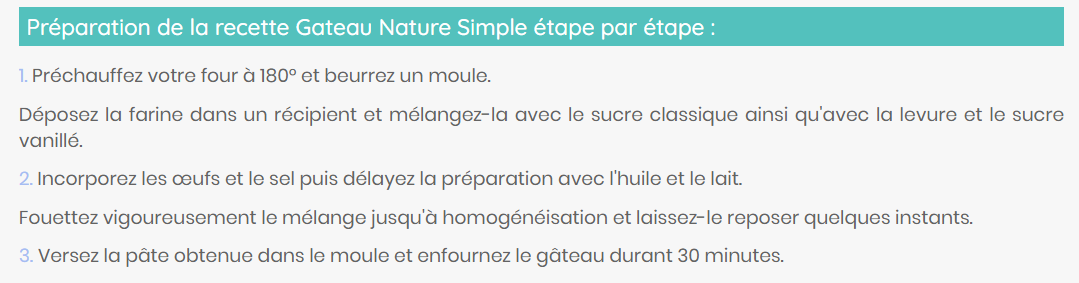 Préparation de la recette Gateau Nature Simple étape par étape :
1. Préchauffez votre four à 180° et beurrez un moule.
Déposez la farine dans un récipient et mélangez-la avec le sucre classique ainsi qu'avec la levure et le sucre
vanillé.
2. Incorporez les œufs et le sel puis délayez la préparation avec l'huile et le lait.
Fouettez vigoureusement le mélange jusqu'à homogénéisation et laissez-le reposer quelques instants.
3. Versez la pâte obtenue dans le moule et enfournez le gâteau durant 30 minutes.